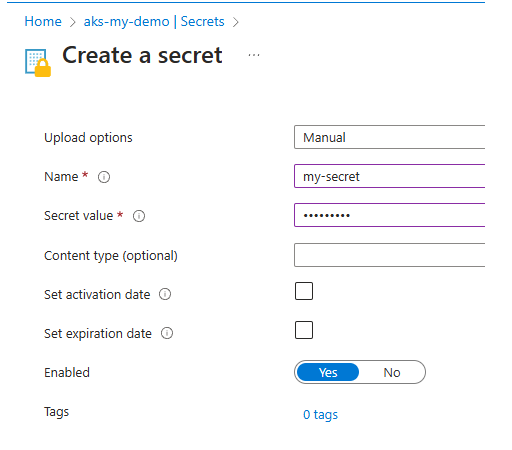 Home > aks-my-demo | Secrets >
Create a secret ...
Upload options Manual
Name * my-secret
Secret value * •••••••••
Content type (optional)
Set activation date
Set expiration date
Enabled Yes No
Tags 0 tags